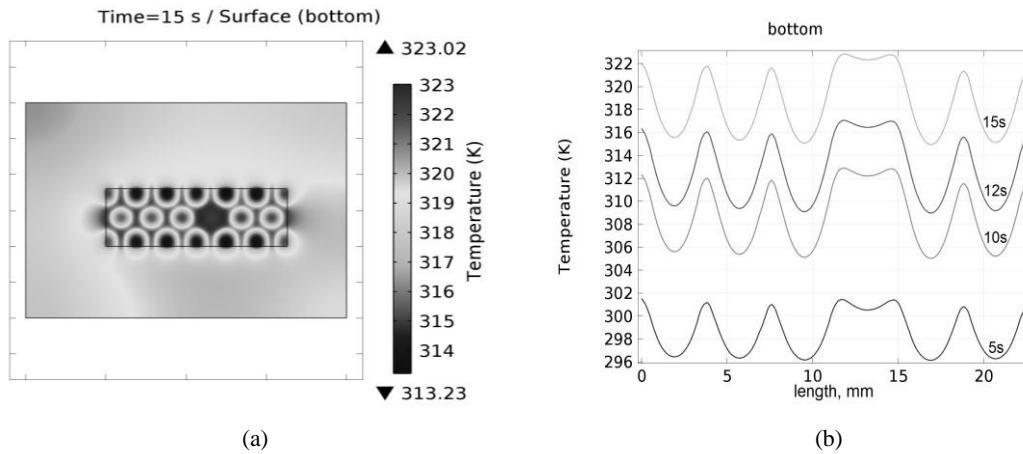 Time=15 s / Surface (bottom)
▲ 323.02
323
322
321
320
319
318
317
316
315
314
▼ 313.23
Temperature (K)
(a)
bottom
322
320
318
316
314
312
310
308
306
304
302
300
298
296
Temperature (K)
15s
12s
10s
5s
0
5
10
15
20
length, mm
(b)